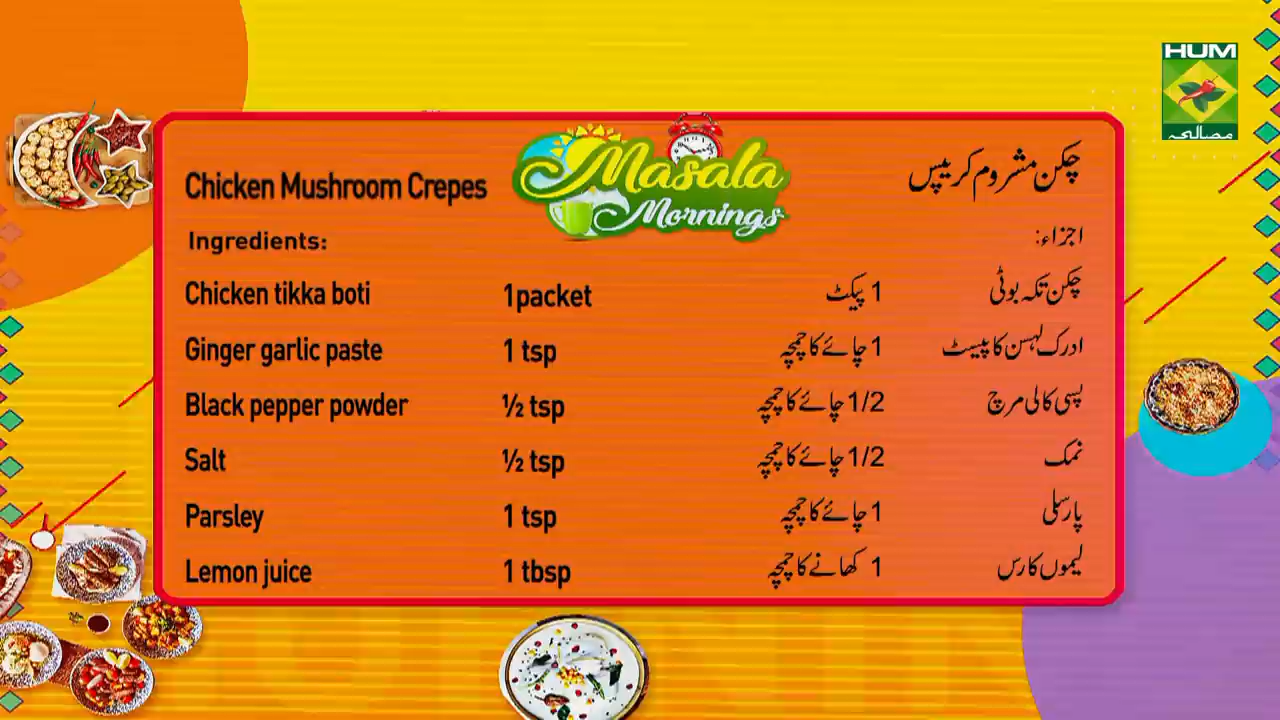 HUM
مصالحہ
Masala
Mornings
Chicken Mushroom Crepes چکن مشروم کریپس
Ingredients: اجزاء:
Chicken tikka boti 1packet 1 پیکٹ چکن تکہ بوٹی
Ginger garlic paste 1 tsp 1 چائے کا چمچہ ادرک لہسن کا پیسٹ
Black pepper powder ½ tsp 1/2 چائے کا چمچہ پسی کالی مرچ
Salt ½ tsp 1/2 چائے کا چمچہ نمک
Parsley 1 tsp 1 چائے کا چمچہ پارسلی
Lemon juice 1 tbsp 1 کھانے کا چمچہ لیموں کا رس